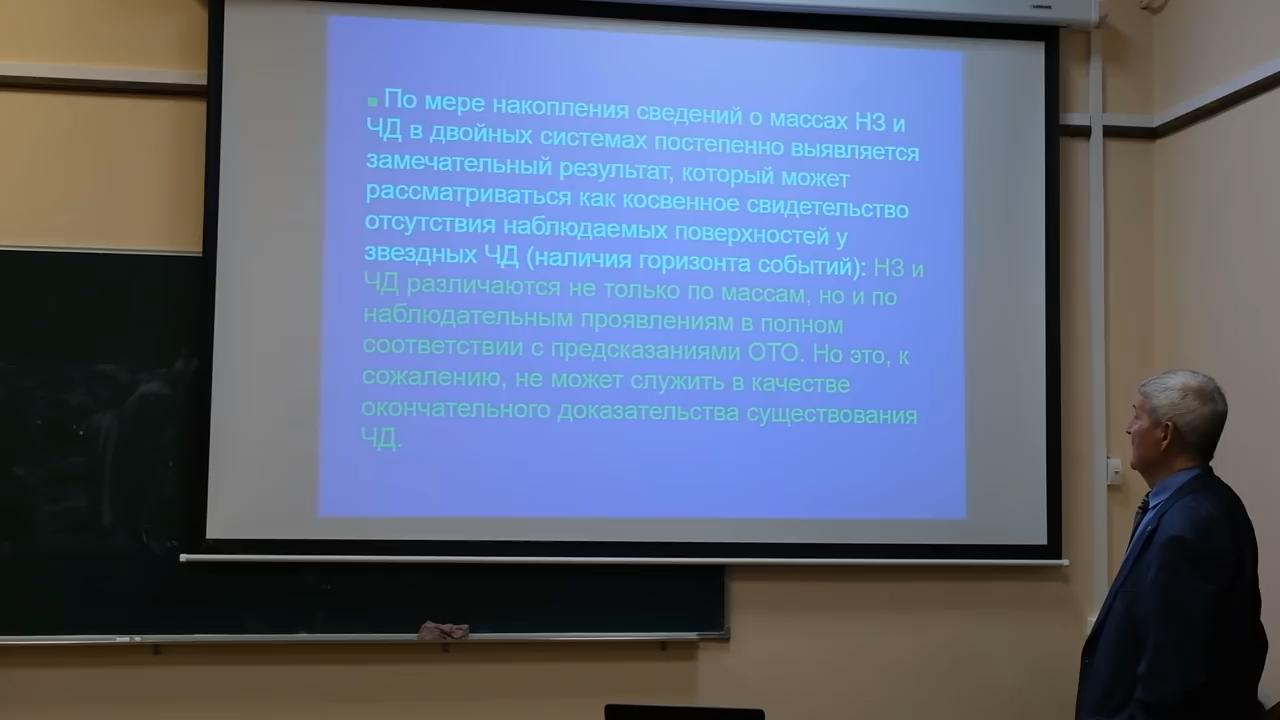 По мере накопления сведений о массах НЗ и
ЧД в двойных системах постепенно выявляется
замечательный результат, который может
рассматриваться как косвенное свидетельство
отсутствия наблюдаемых поверхностей у
звездных ЧД (наличия горизонта событий): НЗ и
ЧД различаются не только по массам, но и по
наблюдательным проявлениям в полном
соответствии с предсказаниями ОТО. Но это, к
сожалению, не может служить в качестве
окончательного доказательства существования
ЧД.